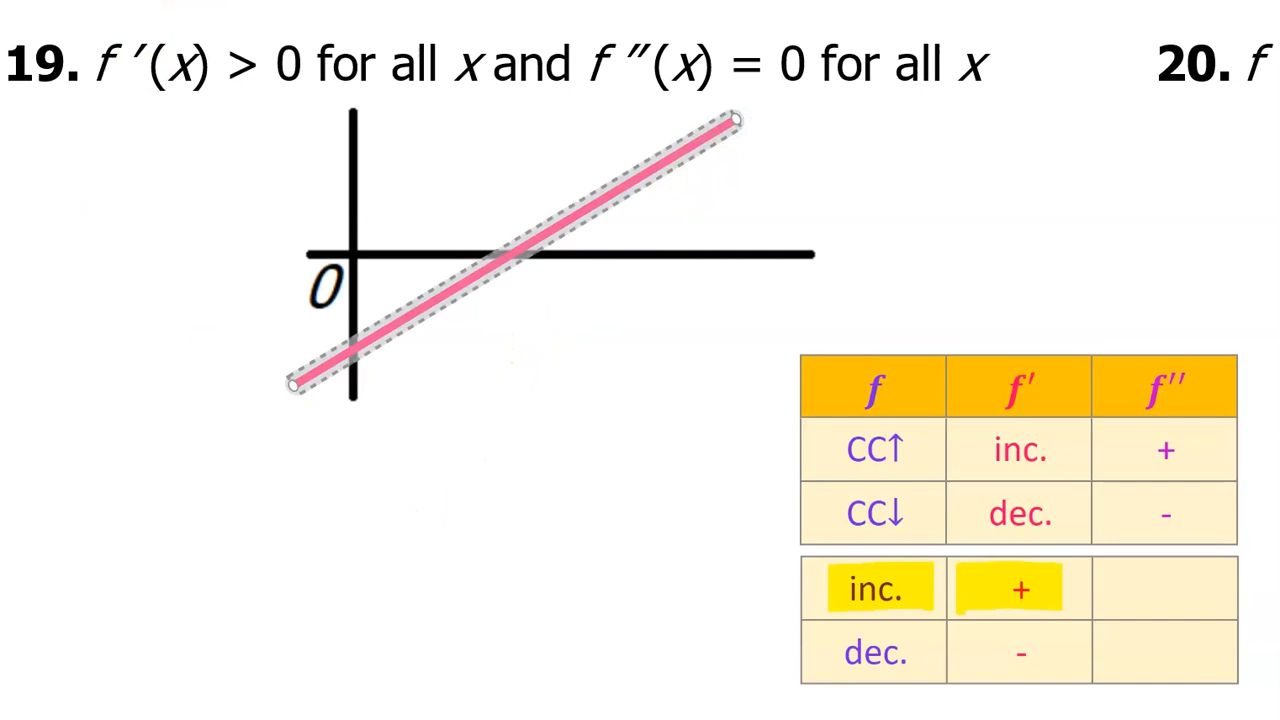 19. f ′(x) > 0 for all x and f ″(x) = 0 for all x
20. f
0
f f′ f′′
CC↑ inc. +
CC↓ dec. -
inc. +
dec. -